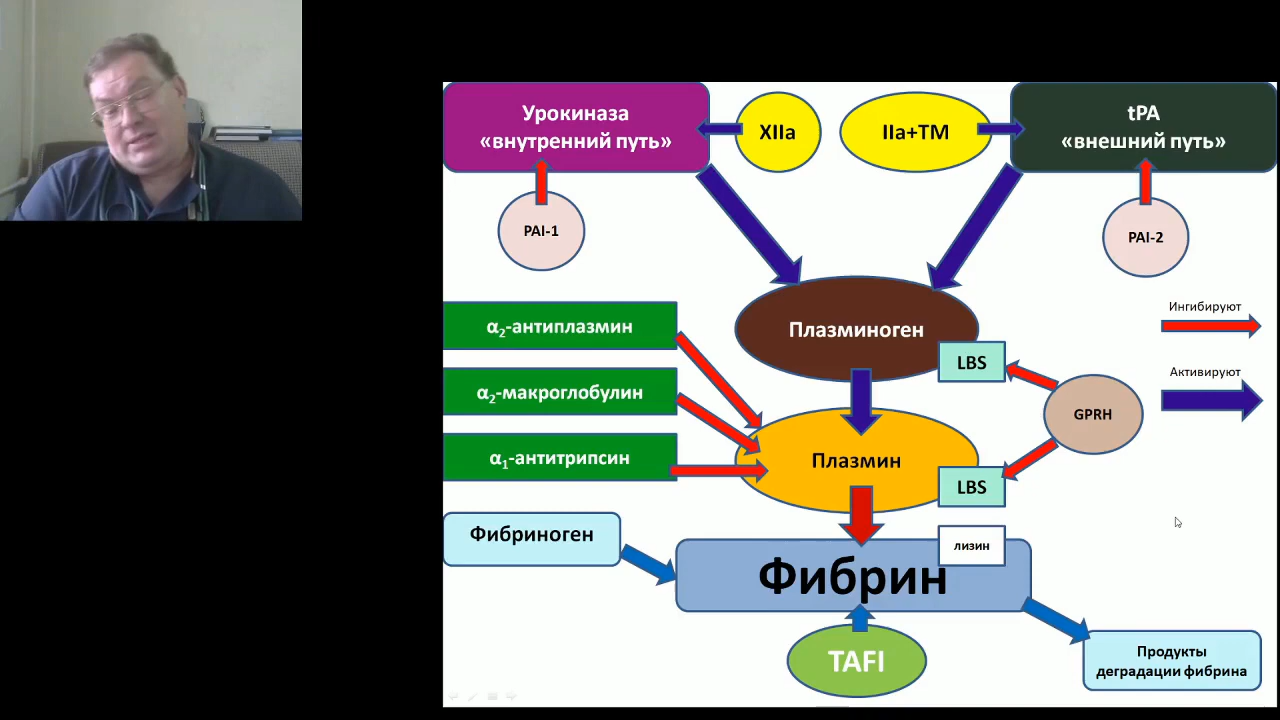 Урокиназа
«внутренний путь»
XIIa
IIa+TM
tPA
«внешний путь»
PAI-1
PAI-2
Ингибируют
α2-антиплазмин
Плазминоген
LBS
Активируют
α2-макроглобулин
GPRH
α1-антитрипсин
Плазмин
LBS
Фибриноген
лизин
Фибрин
TAFI
Продукты
деградации фибрина